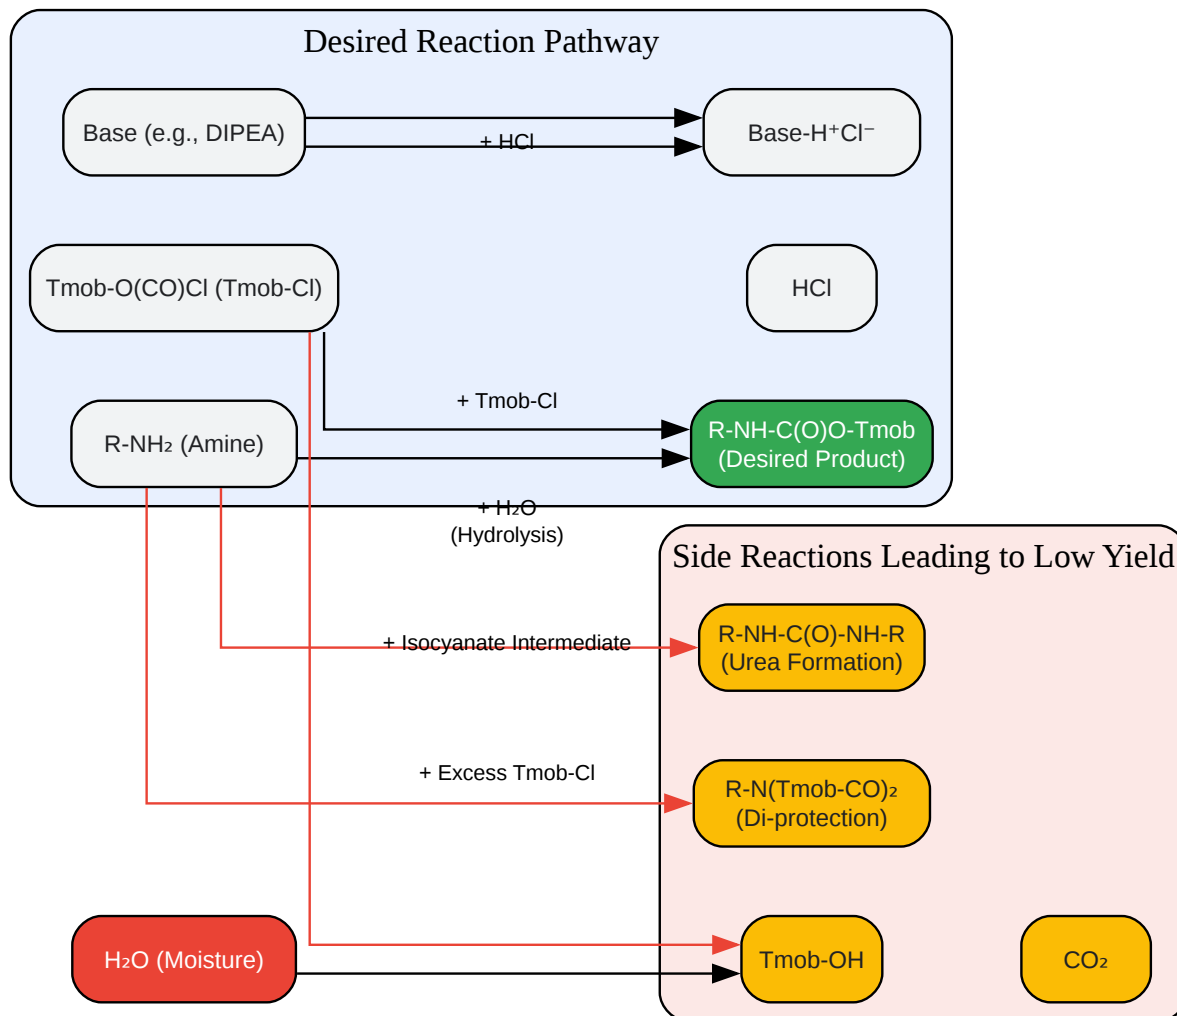 Desired Reaction Pathway
Base (e.g., DIPEA)
+ HCl
Base-H⁺Cl⁻
Tmob-O(CO)Cl (Tmob-Cl)
HCl
R-NH₂ (Amine)
+ Tmob-Cl
R-NH-C(O)O-Tmob
(Desired Product)
+ H₂O
(Hydrolysis)
Side Reactions Leading to Low Yield
+ Isocyanate Intermediate
R-NH-C(O)-NH-R
(Urea Formation)
+ Excess Tmob-Cl
R-N(Tmob-CO)₂
(Di-protection)
H₂O (Moisture)
Tmob-OH
CO₂